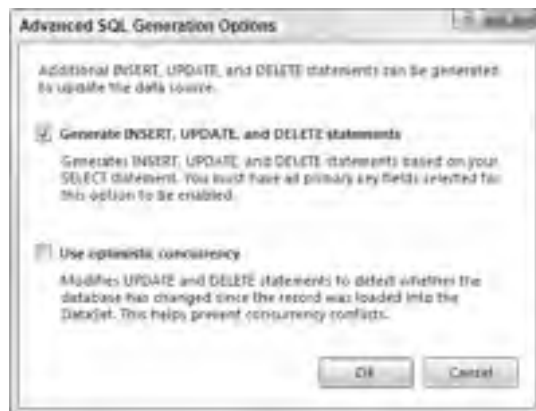 Advanced SQL Generation Options
Additional INSERT, UPDATE, and DELETE statements can be generated
to update the data source.
Generate INSERT, UPDATE, and DELETE statements
Generates INSERT, UPDATE, and DELETE statements based on your
SELECT statement. You must have all primary key fields selected for
this option to be enabled.
Use optimistic concurrency
Modifies UPDATE and DELETE statements to detect whether the
database has changed since the record was loaded into the
DataSet. This helps prevent concurrency conflicts.
OK
Cancel